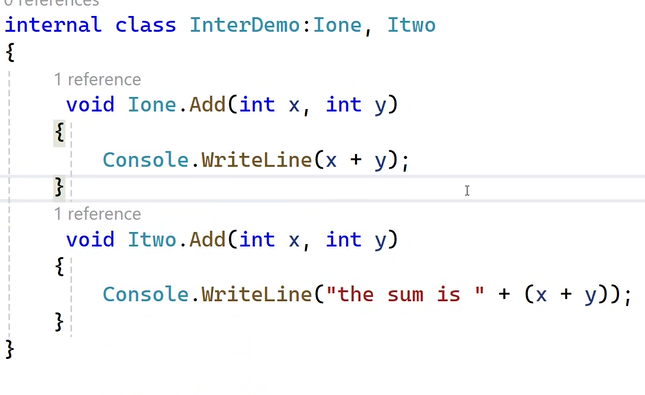 0 references
internal class InterDemo:Ione, Itwo
{
1 reference
void Ione.Add(int x, int y)
{
Console.WriteLine(x + y);
}
1 reference
void Itwo.Add(int x, int y)
{
Console.WriteLine("the sum is " + (x + y));
}
}